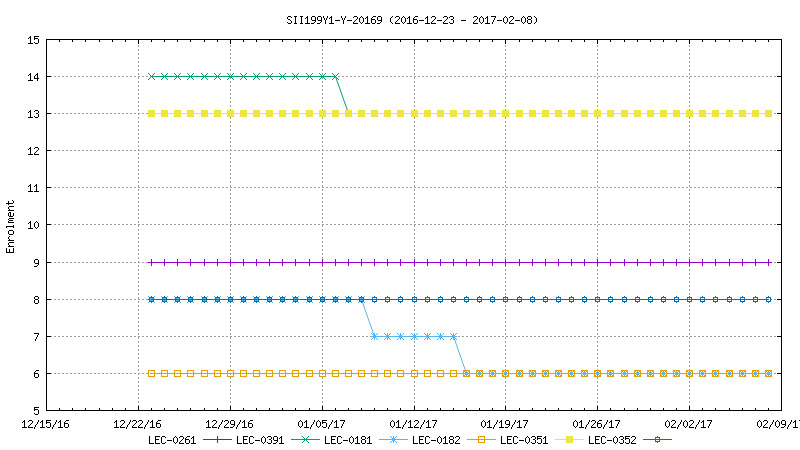 SII199Y1-Y-20169 (2016-12-23 - 2017-02-08)
15
14
13
12
11
10
9
8
7
6
5
Enrolment
12/15/16 12/22/16 12/29/16 01/05/17 01/12/17 01/19/17 01/26/17 02/02/17 02/09/17
LEC-0261 LEC-0391 LEC-0181 LEC-0182 LEC-0351 LEC-0352